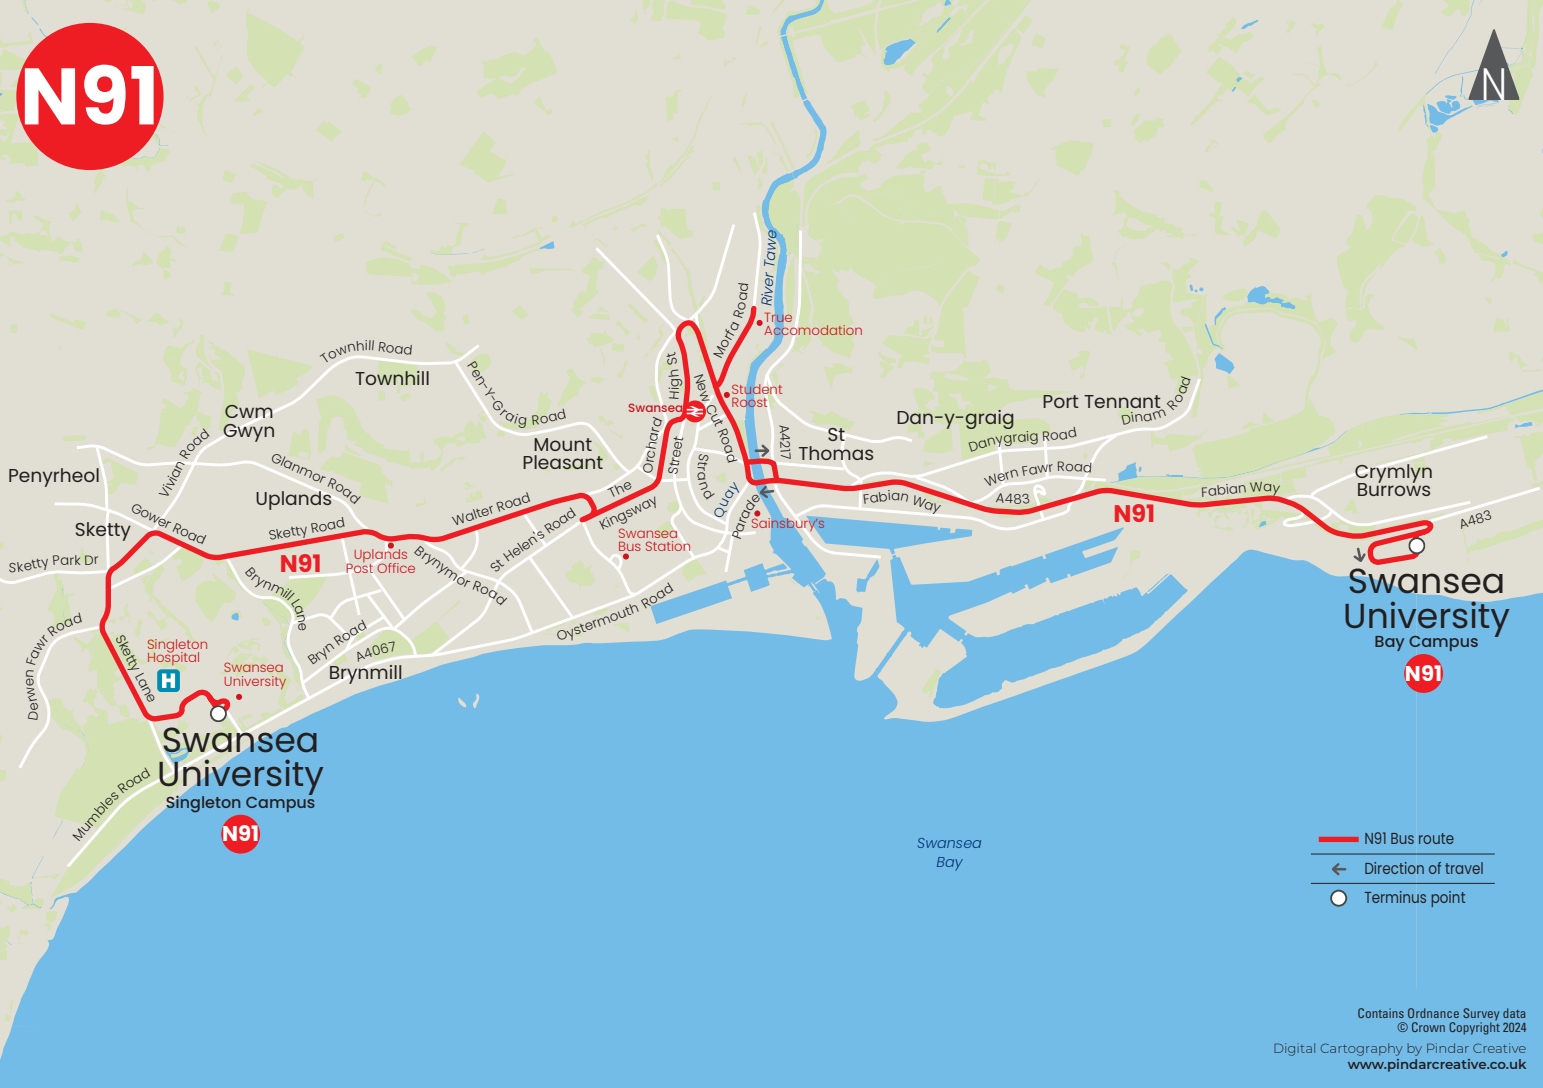 N91
N
River Tawe
Morfa Road
True
Accomodation
Townhill Road
Townhill
Pen-Y-Graig Road
High St
New Cut Road
Student
Roost
Swansea
Cwm
Gwyn
Vivian Road
Glanmor Road
Mount
Pleasant
Orchard
Street
Strand
A4217
St
Thomas
Dan-y-graig
Port Tennant
Dinam Road
Danygraig Road
Wern Fawr Road
A483
Fabian Way
Fabian Way
N91
Crymlyn
Burrows
A483
Penyrheol
Uplands
Sketty
Gower Road
Sketty Road
Walter Road
The
Kingsway
Quay
Parade
Sainsbury's
Sketty Park Dr
N91
Uplands
Post Office
Brynymor Road
St Helen's Road
Swansea
Bus Station
Brynmill Lane
Oystermouth Road
Derwen Fawr Road
Sketty Lane
Singleton
Hospital
H
Swansea
University
Bryn Road
A4067
Brynmill
Swansea
University
Bay Campus
N91
Swansea
University
Singleton Campus
N91
Mumbles Road
Swansea
Bay
N91 Bus route
Direction of travel
Terminus point
Contains Ordnance Survey data
© Crown Copyright 2024
Digital Cartography by Pindar Creative
www.pindarcreative.co.uk